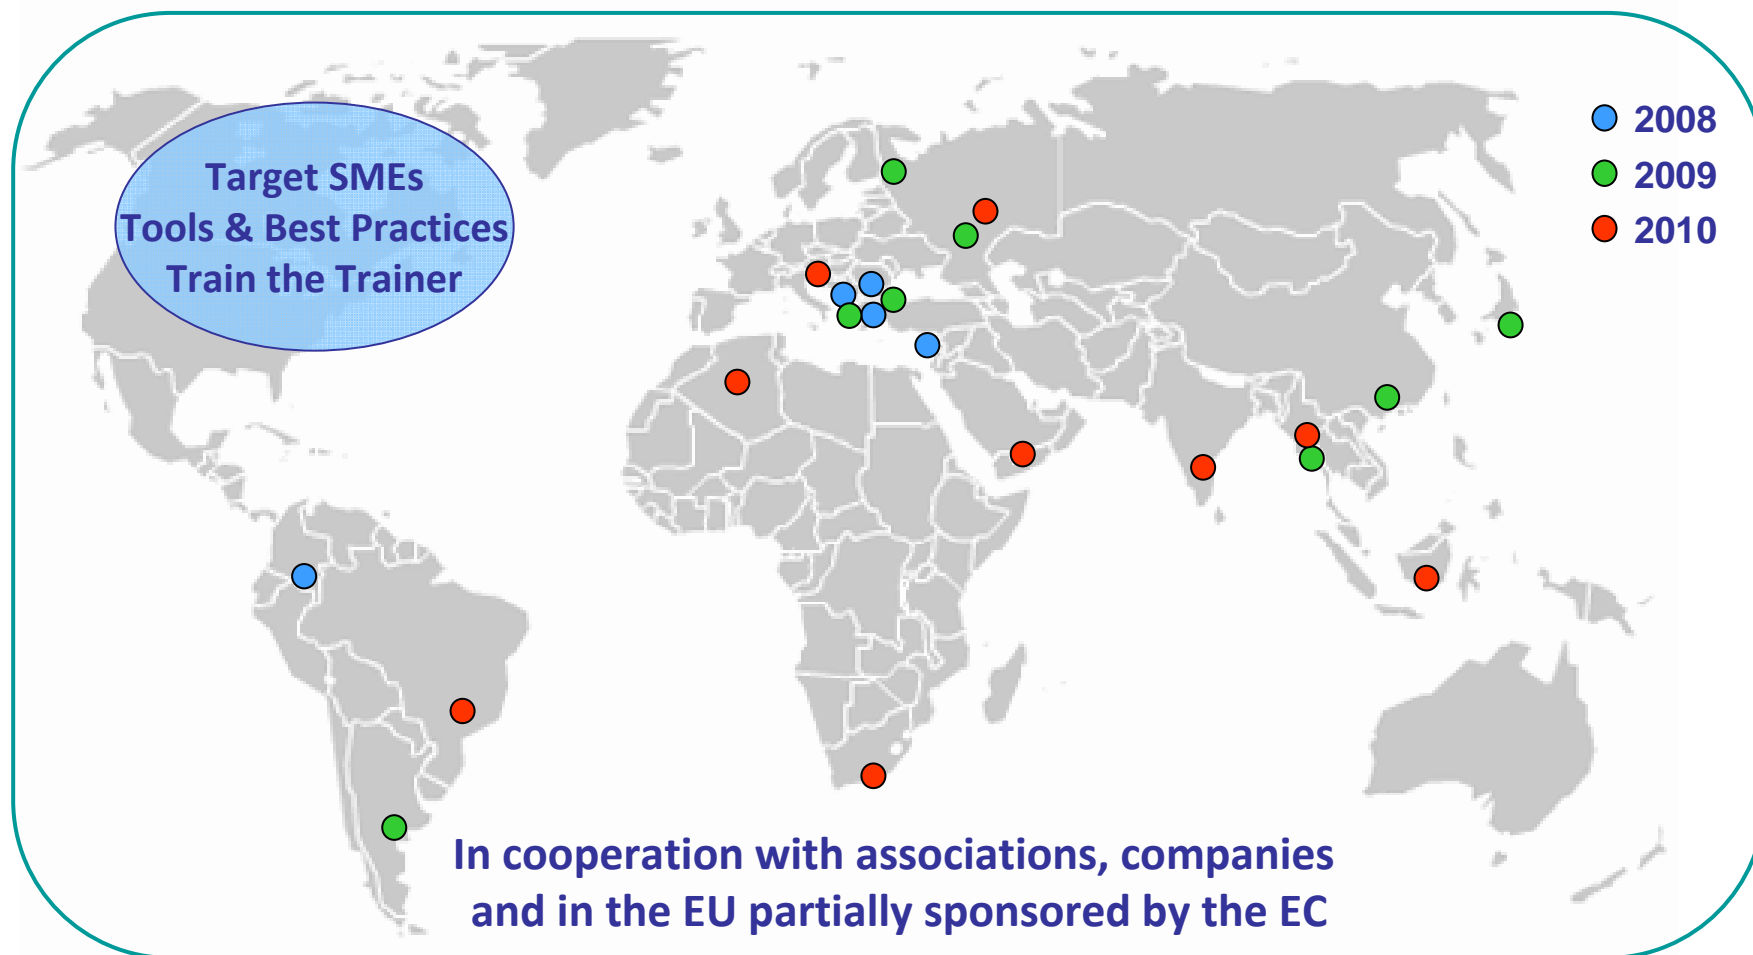 Target SMEs
Tools & Best Practices
Train the Trainer
2008
2009
2010
In cooperation with associations, companies
and in the EU partially sponsored by the EC